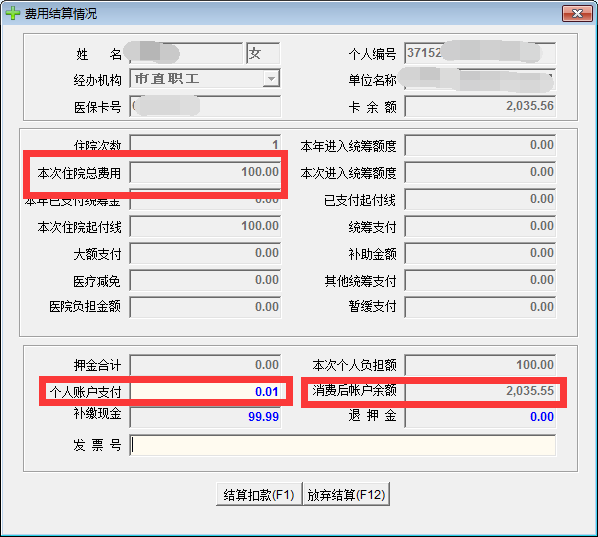 费用结算情况
姓 名 女 个人编号 37152
经办机构 市直职工 单位名称
医保卡号 卡 余 额 2,035.56
住院次数 1 本年进入统筹额度 0.00
本次住院总费用 100.00 本次进入统筹额度 0.00
本年已支付统筹金 0.00 已支付起付线 0.00
本次住院起付线 100.00 统筹支付 0.00
大额支付 0.00 补助金额 0.00
医疗减免 0.00 其他统筹支付 0.00
医院负担金额 0.00 暂缓支付 0.00
押金合计 0.00 本次个人负担额 100.00
个人账户支付 0.01 消费后帐户余额 2,035.55
补缴现金 99.99 退 押 金 0.00
发 票 号
结算扣款(F1) 放弃结算(F12)